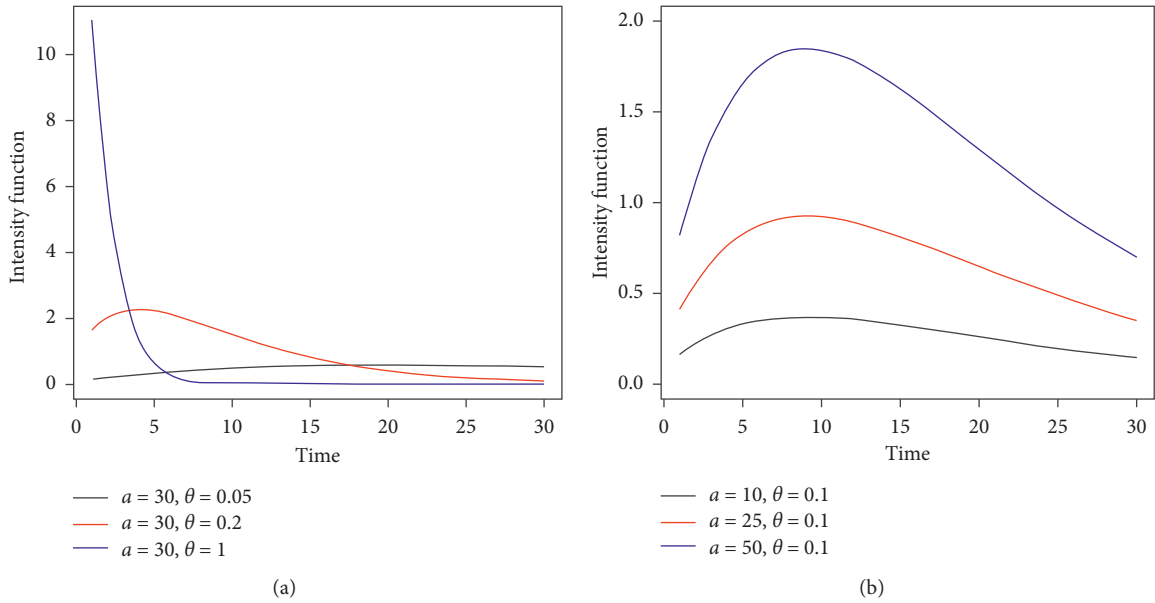 Intensity function
10
8
6
4
2
0
0 5 10 15 20 25 30
Time
a = 30, θ = 0.05
a = 30, θ = 0.2
a = 30, θ = 1
(a)
Intensity function
2.0
1.5
1.0
0.5
0.0
0 5 10 15 20 25 30
Time
a = 10, θ = 0.1
a = 25, θ = 0.1
a = 50, θ = 0.1
(b)